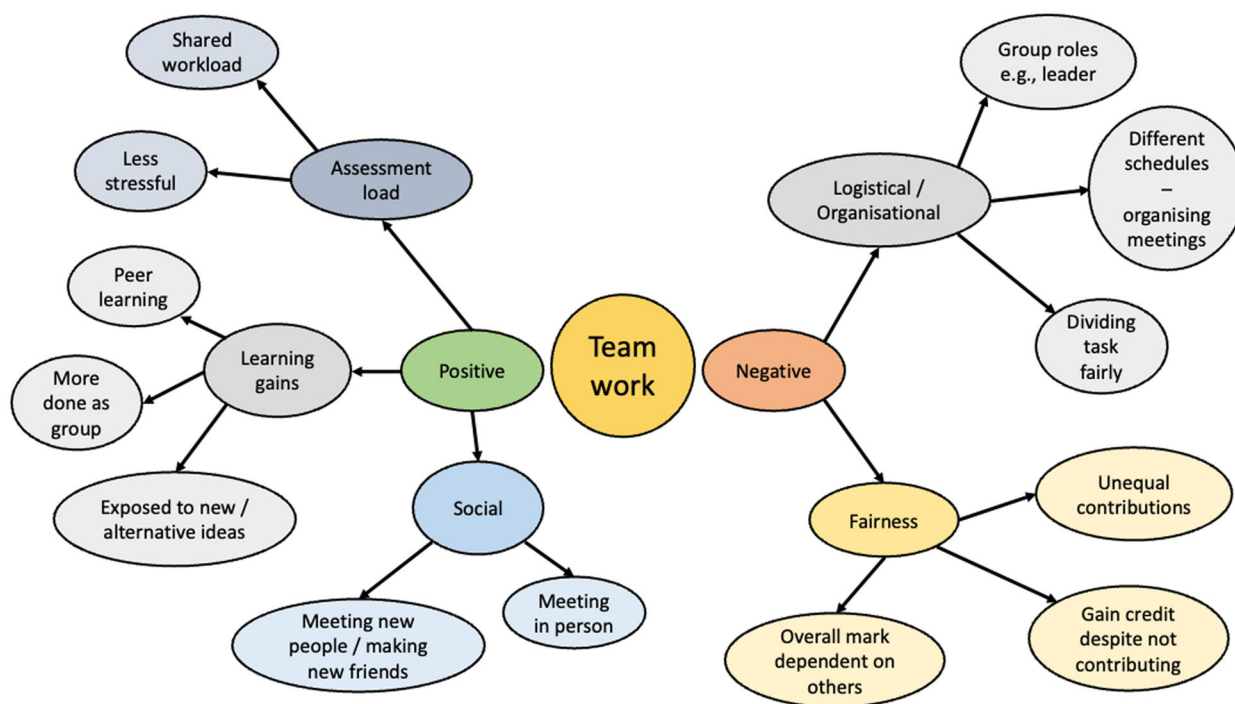 Shared
workload
Less
stressful
Assessment
load
Peer
learning
More
done as
group
Exposed to new /
alternative ideas
Learning
gains
Positive
Social
Meeting new
people / making
new friends
Meeting
in person
Team
work
Negative
Logistical /
Organisational
Group roles
e.g., leader
Different
schedules
–
organising
meetings
Dividing
task
fairly
Fairness
Unequal
contributions
Gain credit
despite not
contributing
Overall mark
dependent on
others